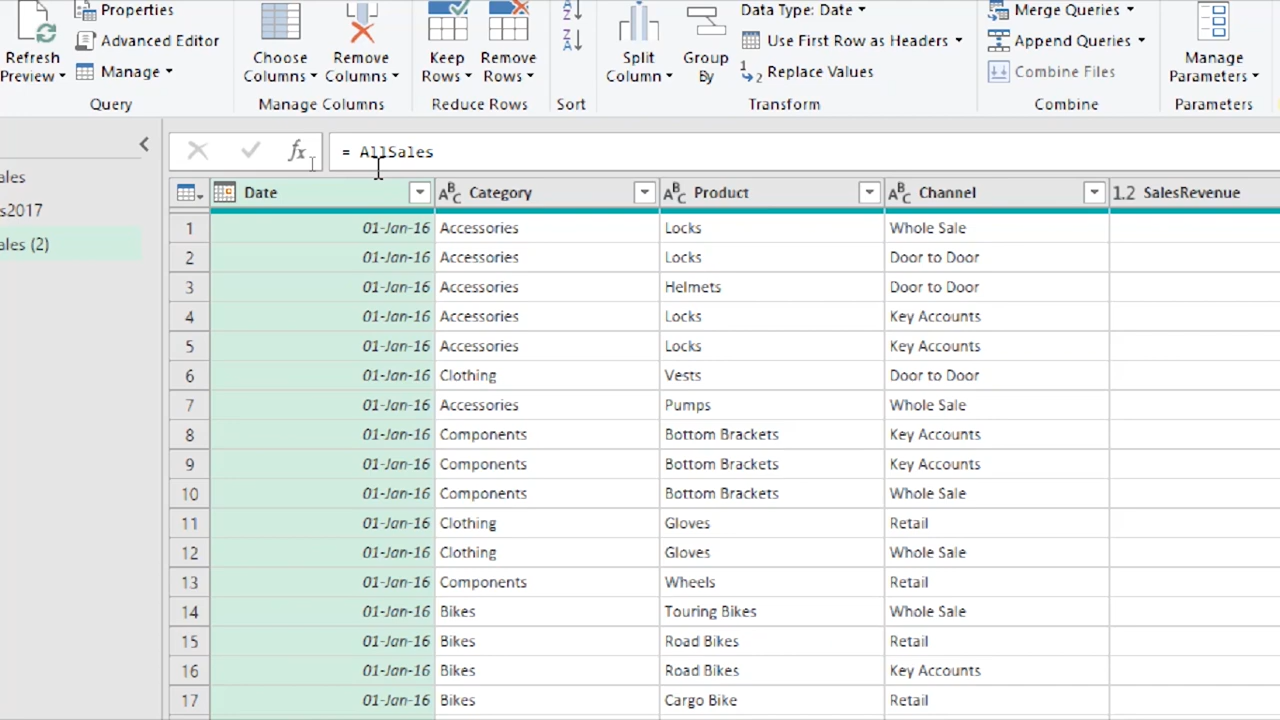 Properties
Advanced Editor
Manage
Refresh
Preview
Query
Choose
Columns
Remove
Columns
Manage Columns
Keep
Rows
Remove
Rows
Reduce Rows
A
Z
Z
A
Sort
Split
Column
Group
By
Data Type: Date
Use First Row as Headers
1 2 Replace Values
Transform
Merge Queries
Append Queries
Combine Files
Combine
Manage
Parameters
Parameters
ales
s2017
ales (2)
fx
= AllSales
Date ABC Category ABC Product ABC Channel 1.2 SalesRevenue
1 01-Jan-16 Accessories Locks Whole Sale
2 01-Jan-16 Accessories Locks Door to Door
3 01-Jan-16 Accessories Helmets Door to Door
4 01-Jan-16 Accessories Locks Key Accounts
5 01-Jan-16 Accessories Locks Key Accounts
6 01-Jan-16 Clothing Vests Door to Door
7 01-Jan-16 Accessories Pumps Whole Sale
8 01-Jan-16 Components Bottom Brackets Key Accounts
9 01-Jan-16 Components Bottom Brackets Key Accounts
10 01-Jan-16 Components Bottom Brackets Whole Sale
11 01-Jan-16 Clothing Gloves Retail
12 01-Jan-16 Clothing Gloves Whole Sale
13 01-Jan-16 Components Wheels Retail
14 01-Jan-16 Bikes Touring Bikes Whole Sale
15 01-Jan-16 Bikes Road Bikes Retail
16 01-Jan-16 Bikes Road Bikes Key Accounts
17 01-Jan-16 Bikes Cargo Bike Retail